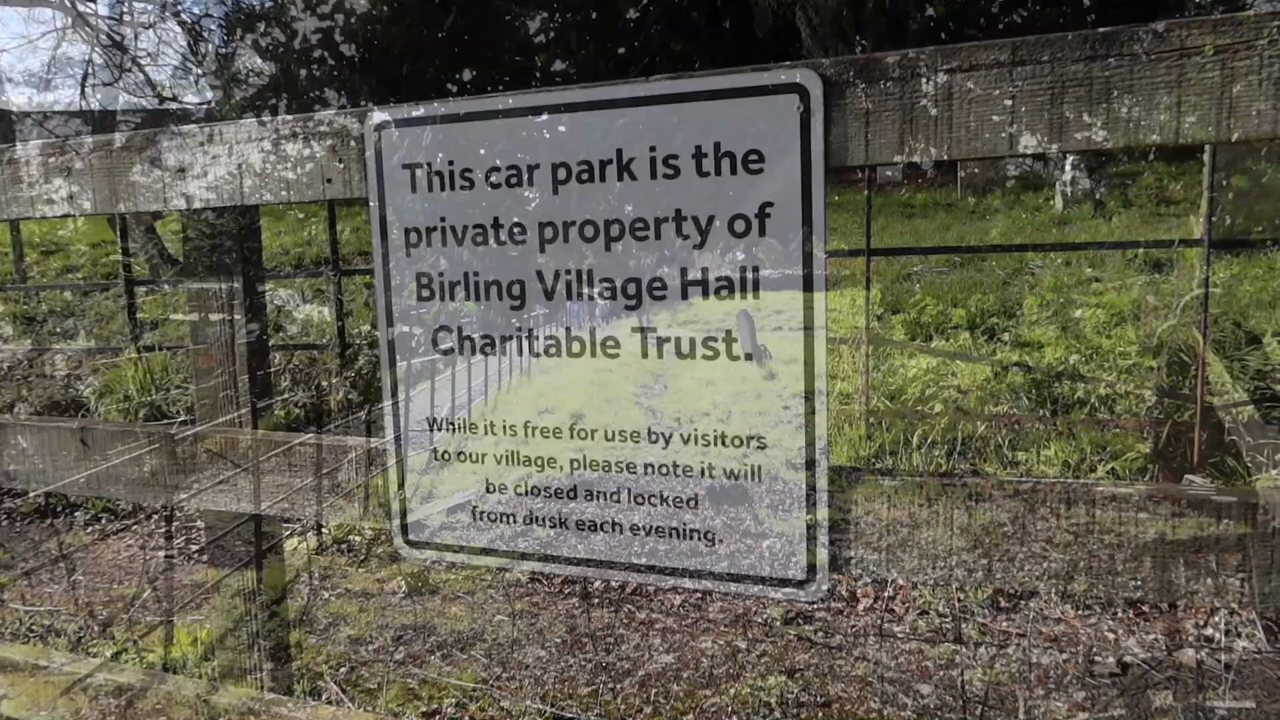 This car park is the
private property of
Birling Village Hall
Charitable Trust.
While it is free for use by visitors
to our village, please note it will
be closed and locked
from dusk each evening.